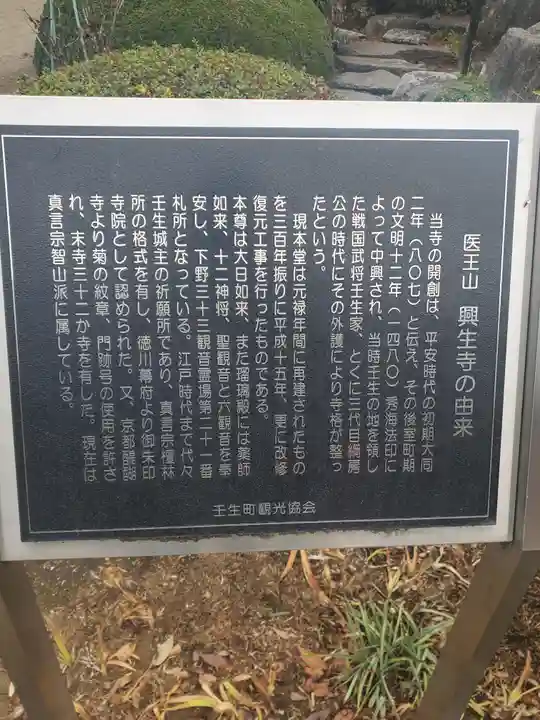 医王山 興生寺の由来
当寺の開創は、平安時代の初期大同
二年（八〇七）と伝え、その後室町期
の文明十二年（一四八〇）秀海法印に
よって中興され、当時壬生の地を領し
た戦国武将壬生家、とくに三代目綱房
公の時代にその外護により寺格が整っ
たという。
現本堂は元禄年間に再建されたもの
を三百年振りに平成十五年、更に改修
復元工事を行ったものである。
本尊は大日如来、また瑠璃殿には薬師
如来、十二神将、聖観音と六観音を奉
安し、下野三十三観音霊場第二十一番
札所となっている。江戸時代まで代々
壬生城主の祈願所であり、真言宗檀林
所の格式を有し、徳川幕府より御朱印
寺院として認められた。又、京都醍醐
寺より菊の紋章、門跡号の使用を許さ
れ、末寺三十二か寺を有した。現在は
真言宗智山派に属している。
壬生町観光協会